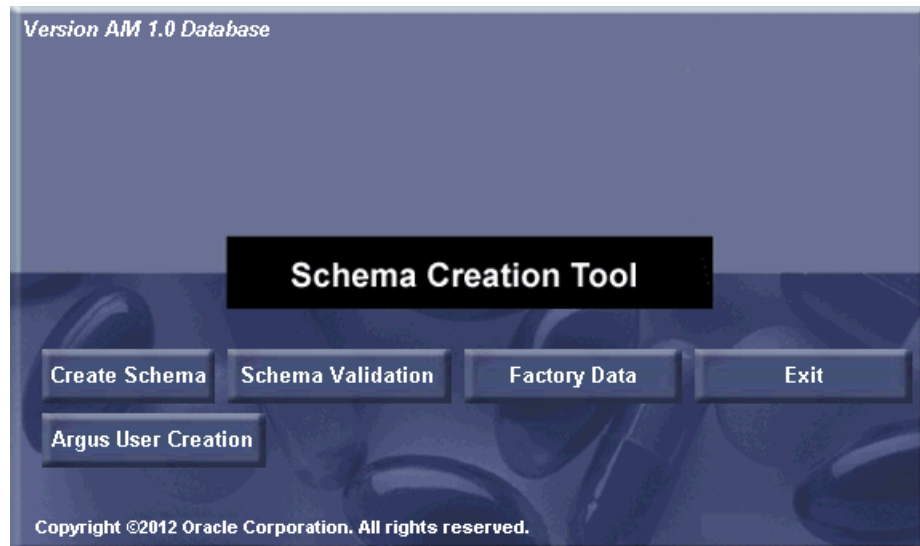 Version AM 1.0 Database
Schema Creation Tool
Create Schema
Schema Validation
Factory Data
Exit
Argus User Creation
Copyright ©2012 Oracle Corporation. All rights reserved.